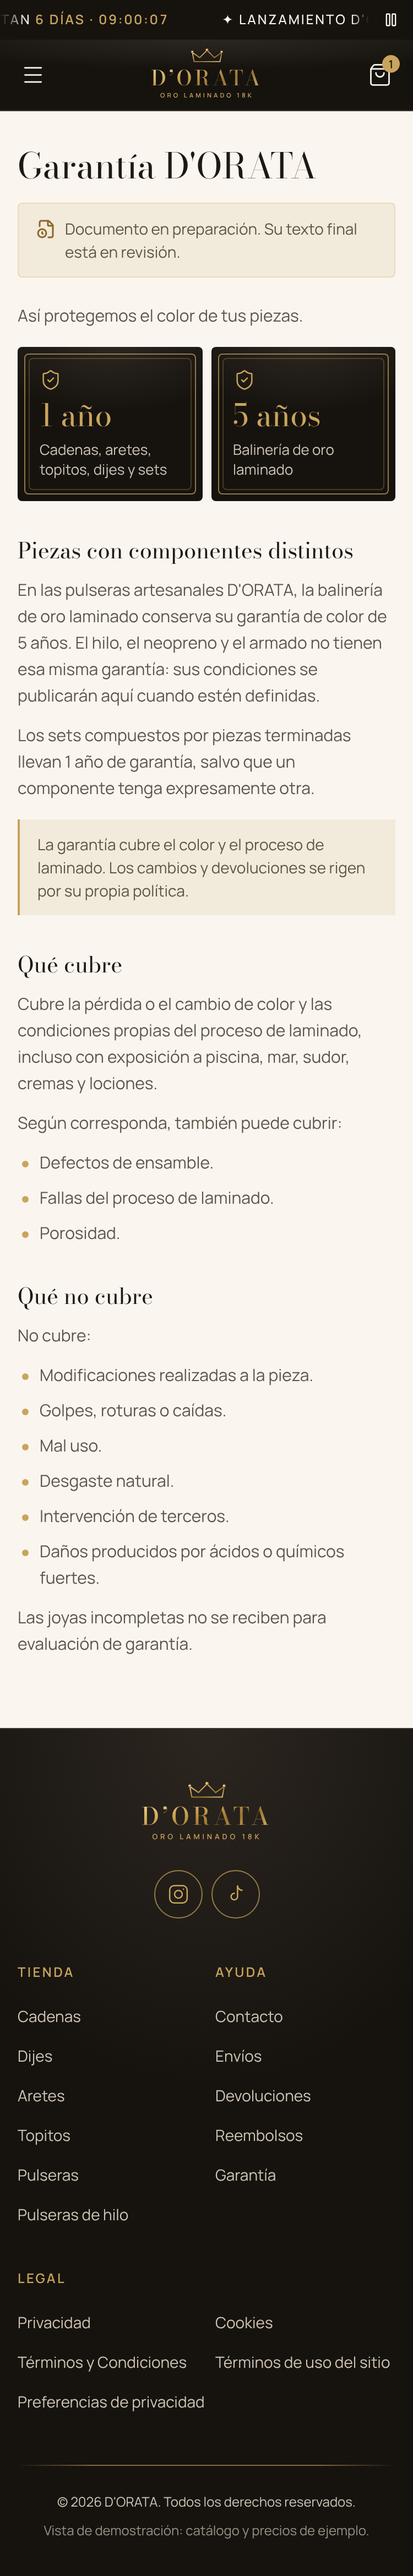 TAN 6 DÍAS · 09:00:07 ✦ LANZAMIENTO D'
D'ORATA
ORO LAMINADO 18K
1
Garantía D'ORATA
Documento en preparación. Su texto final
está en revisión.
Así protegemos el color de tus piezas.
1 año
Cadenas, aretes,
topitos, dijes y sets
5 años
Balinería de oro
laminado
Piezas con componentes distintos
En las pulseras artesanales D'ORATA, la balinería
de oro laminado conserva su garantía de color de
5 años. El hilo, el neopreno y el armado no tienen
esa misma garantía: sus condiciones se
publicarán aquí cuando estén definidas.
Los sets compuestos por piezas terminadas
llevan 1 año de garantía, salvo que un
componente tenga expresamente otra.
La garantía cubre el color y el proceso de
laminado. Los cambios y devoluciones se rigen
por su propia política.
Qué cubre
Cubre la pérdida o el cambio de color y las
condiciones propias del proceso de laminado,
incluso con exposición a piscina, mar, sudor,
cremas y lociones.
Según corresponda, también puede cubrir:
Defectos de ensamble.
Fallas del proceso de laminado.
Porosidad.
Qué no cubre
No cubre:
Modificaciones realizadas a la pieza.
Golpes, roturas o caídas.
Mal uso.
Desgaste natural.
Intervención de terceros.
Daños producidos por ácidos o químicos
fuertes.
Las joyas incompletas no se reciben para
evaluación de garantía.
D'ORATA
ORO LAMINADO 18K
TIENDA
Cadenas
Dijes
Aretes
Topitos
Pulseras
Pulseras de hilo
AYUDA
Contacto
Envíos
Devoluciones
Reembolsos
Garantía
LEGAL
Privacidad
Cookies
Términos y Condiciones
Términos de uso del sitio
Preferencias de privacidad
© 2026 D'ORATA. Todos los derechos reservados.
Vista de demostración: catálogo y precios de ejemplo.